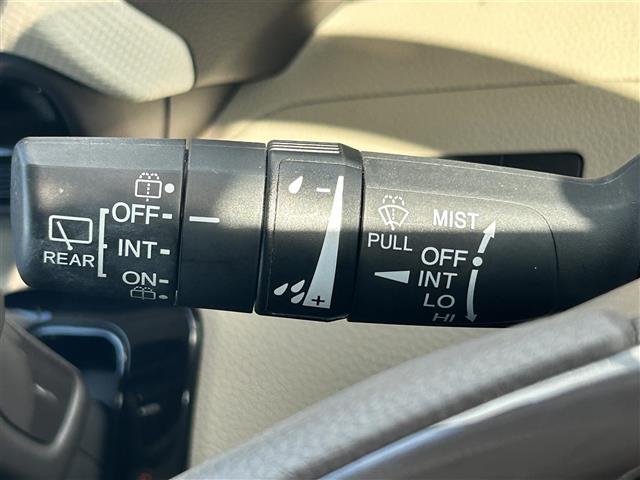 OFF
INT
REAR
ON
−
+
PULL
MIST
OFF
INT
LO
HI